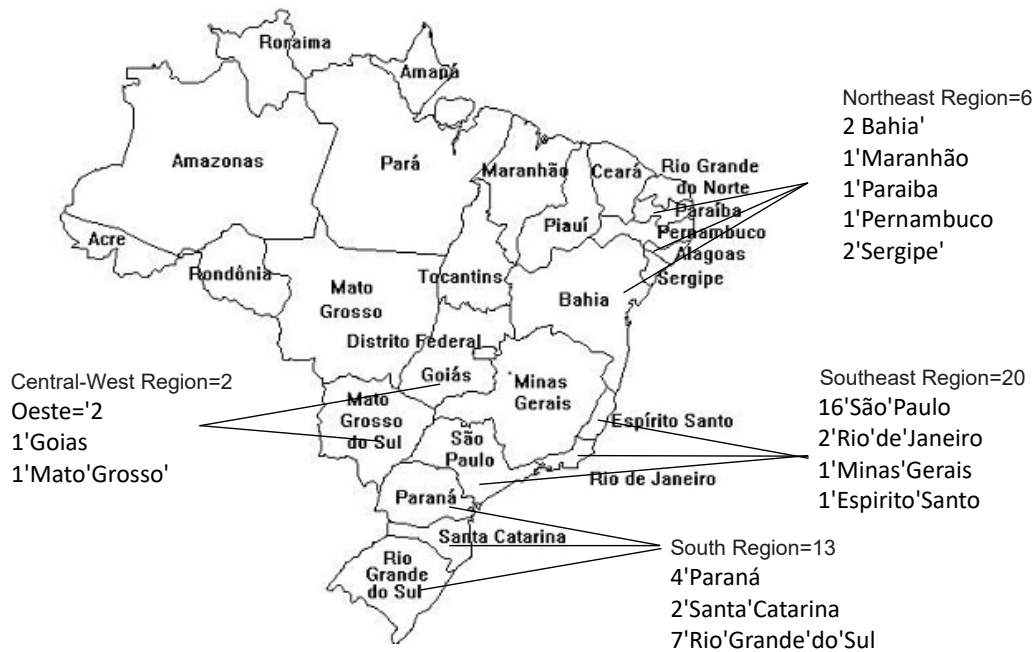 Roraima
Amapá
Amazonas
Pará
Maranhão
Ceará
Rio Grande
do Norte
Paraíba
Piauí
Pernambuco
Acre
Alagoas
Rondônia
Tocantins
Sergipe
Mato
Grosso
Bahia
Distrito Federal
Goiás
Minas
Gerais
Mato
Grosso
do Sul
Espírito Santo
São
Paulo
Rio de Janeiro
Paraná
Santa Catarina
Rio
Grande
do Sul
Northeast Region=6
2 Bahia'
1'Maranhão
1'Paraiba
1'Pernambuco
2'Sergipe'
Central-West Region=2
Oeste='2
1'Goias
1'Mato'Grosso'
Southeast Region=20
16'São'Paulo
2'Rio'de'Janeiro
1'Minas'Gerais
1'Espirito'Santo
South Region=13
4'Paraná
2'Santa'Catarina
7'Rio'Grande'do'Sul